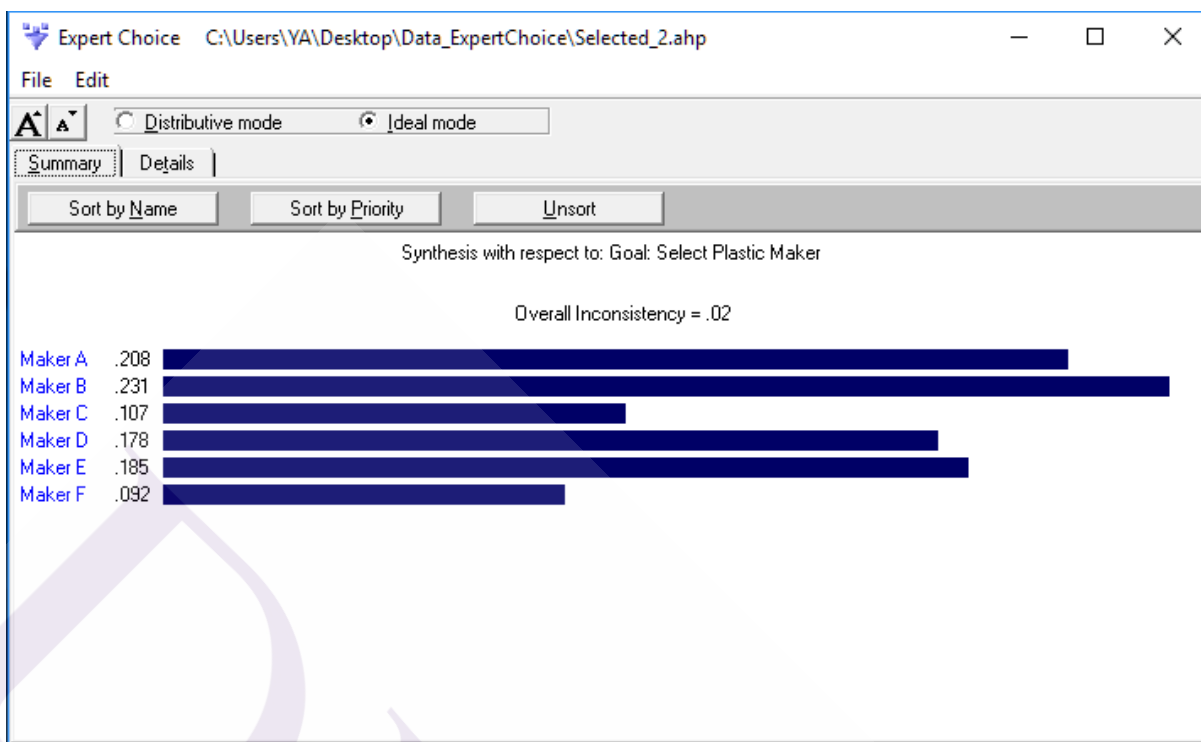 Expert Choice C:\Users\YA\Desktop\Data_ExpertChoice\Selected_2.ahp
File Edit
A A Distributive mode Ideal mode
Summary Details
Sort by Name Sort by Priority Unsort
Synthesis with respect to: Goal: Select Plastic Maker
Overall Inconsistency = .02
Maker A .208
Maker B .231
Maker C .107
Maker D .178
Maker E .185
Maker F .092